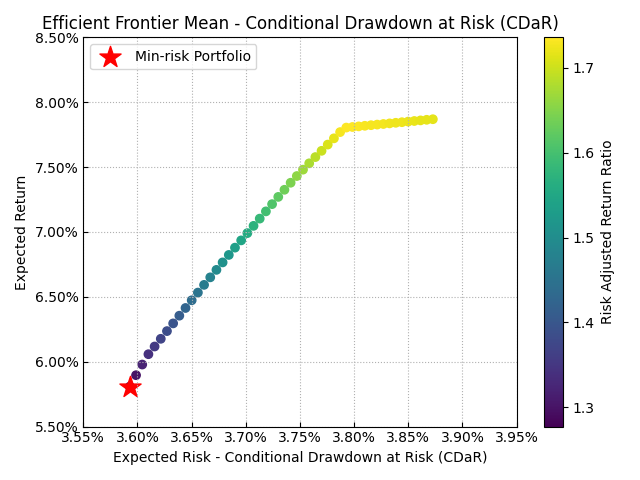 Efficient Frontier Mean - Conditional Drawdown at Risk (CDaR)
Min-risk Portfolio
Expected Return
8.50%
8.00%
7.50%
7.00%
6.50%
6.00%
5.50%
3.55% 3.60% 3.65% 3.70% 3.75% 3.80% 3.85% 3.90% 3.95%
Expected Risk - Conditional Drawdown at Risk (CDaR)
1.7
1.6
1.5
1.4
1.3
Risk Adjusted Return Ratio